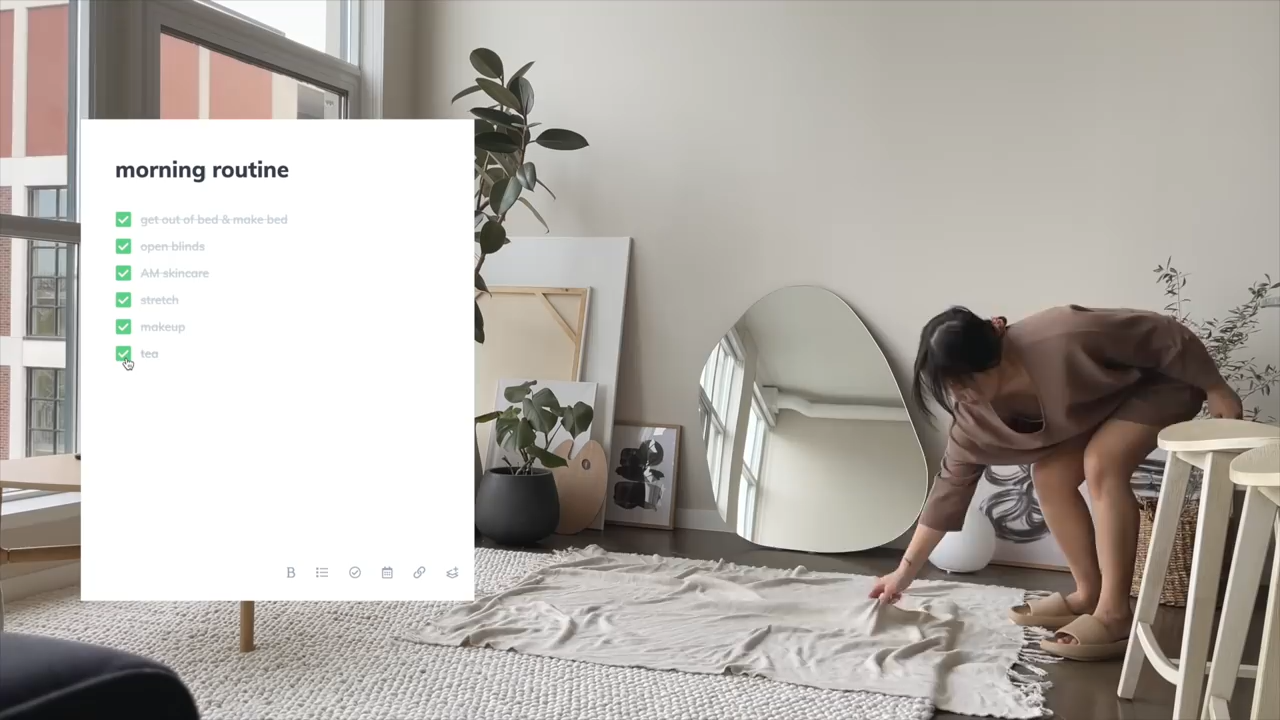 morning routine
get out of bed & make bed
open blinds
AM skincare
stretch
makeup
tea
B